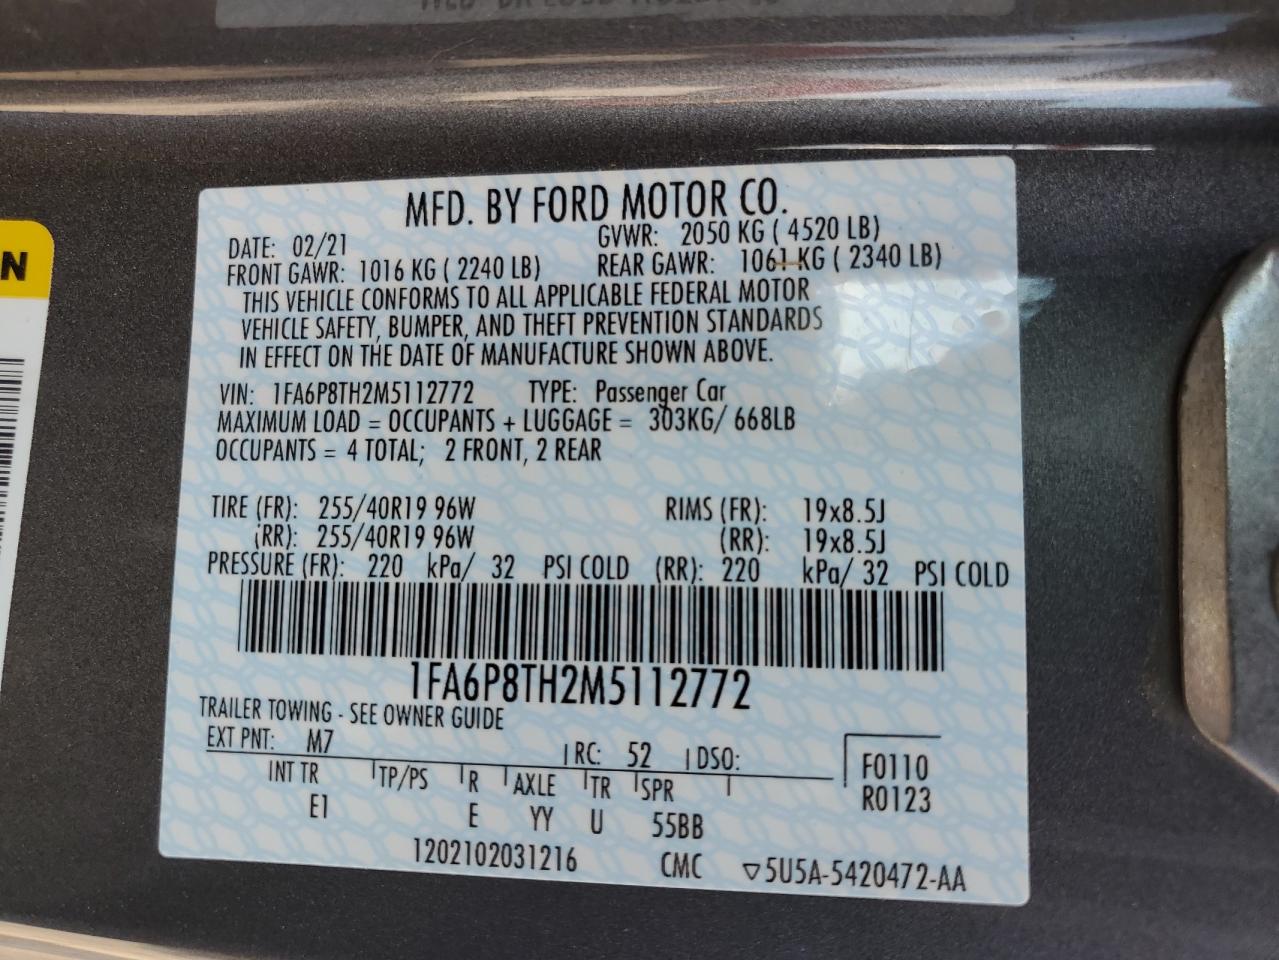 MFD. BY FORD MOTOR CO.
DATE: 02/21 GVWR: 2050 KG ( 4520 LB)
FRONT GAWR: 1016 KG ( 2240 LB) REAR GAWR: 1061 KG ( 2340 LB)
THIS VEHICLE CONFORMS TO ALL APPLICABLE FEDERAL MOTOR
VEHICLE SAFETY, BUMPER, AND THEFT PREVENTION STANDARDS
IN EFFECT ON THE DATE OF MANUFACTURE SHOWN ABOVE.
VIN: 1FA6P8TH2M5112772 TYPE: Passenger Car
MAXIMUM LOAD = OCCUPANTS + LUGGAGE = 303KG/ 668LB
OCCUPANTS = 4 TOTAL; 2 FRONT, 2 REAR
TIRE (FR): 255/40R19 96W RIMS (FR): 19x8.5J
(RR): 255/40R19 96W (RR): 19x8.5J
PRESSURE (FR): 220 kPa/ 32 PSI COLD (RR): 220 kPa/ 32 PSI COLD
1FA6P8TH2M5112772
TRAILER TOWING - SEE OWNER GUIDE
EXT PNT: M7 RC: 52 DSO:
INT TR TP/PS R AXLE TR SPR F0110
E1 E YY U 55BB R0123
1202102031216 CMC ▽5U5A-5420472-AA
N